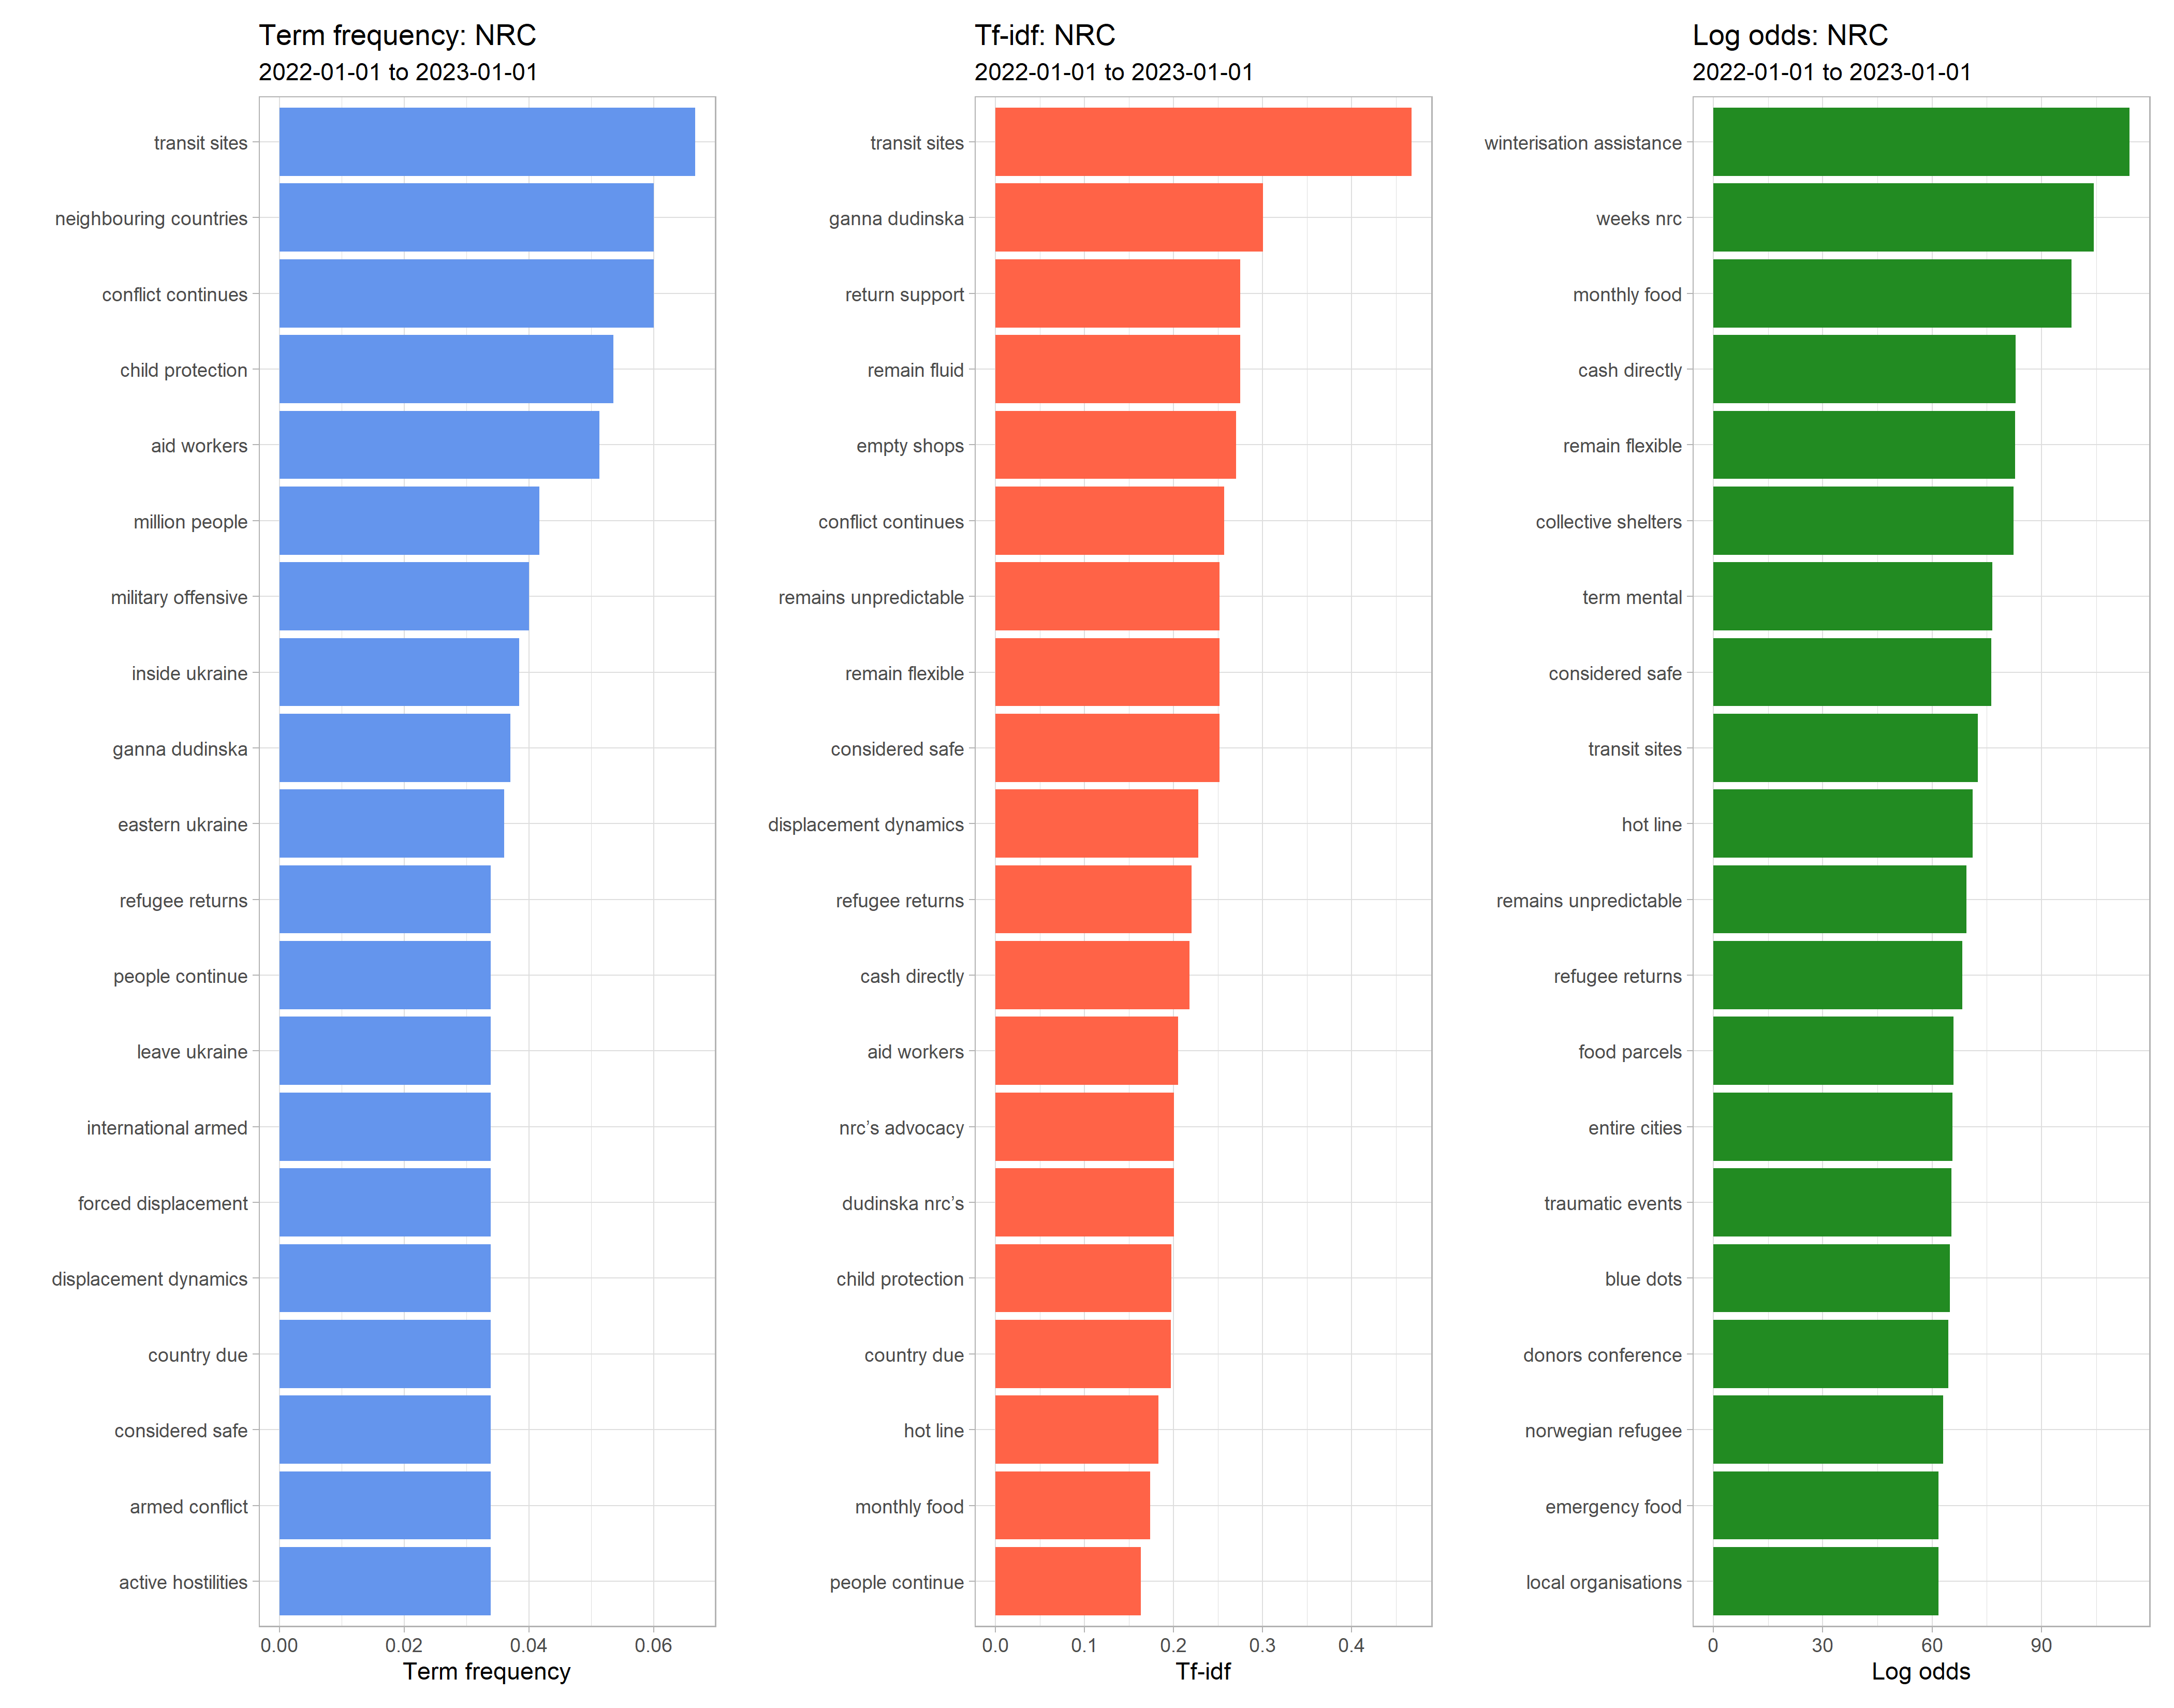 Term frequency: NRC
2022-01-01 to 2023-01-01
transit sites
neighbouring countries
conflict continues
child protection
aid workers
million people
military offensive
inside ukraine
ganna dudinska
eastern ukraine
refugee returns
people continue
leave ukraine
international armed
forced displacement
displacement dynamics
country due
considered safe
armed conflict
active hostilities
0.00 0.02 0.04 0.06
Term frequency
Tf-idf: NRC
2022-01-01 to 2023-01-01
transit sites
ganna dudinska
return support
remain fluid
empty shops
conflict continues
remains unpredictable
remain flexible
considered safe
displacement dynamics
refugee returns
cash directly
aid workers
nrc’s advocacy
dudinska nrc’s
child protection
country due
hot line
monthly food
people continue
0.0 0.1 0.2 0.3 0.4
Tf-idf
Log odds: NRC
2022-01-01 to 2023-01-01
winterisation assistance
weeks nrc
monthly food
cash directly
remain flexible
collective shelters
term mental
considered safe
transit sites
hot line
remains unpredictable
refugee returns
food parcels
entire cities
traumatic events
blue dots
donors conference
norwegian refugee
emergency food
local organisations
0 30 60 90
Log odds